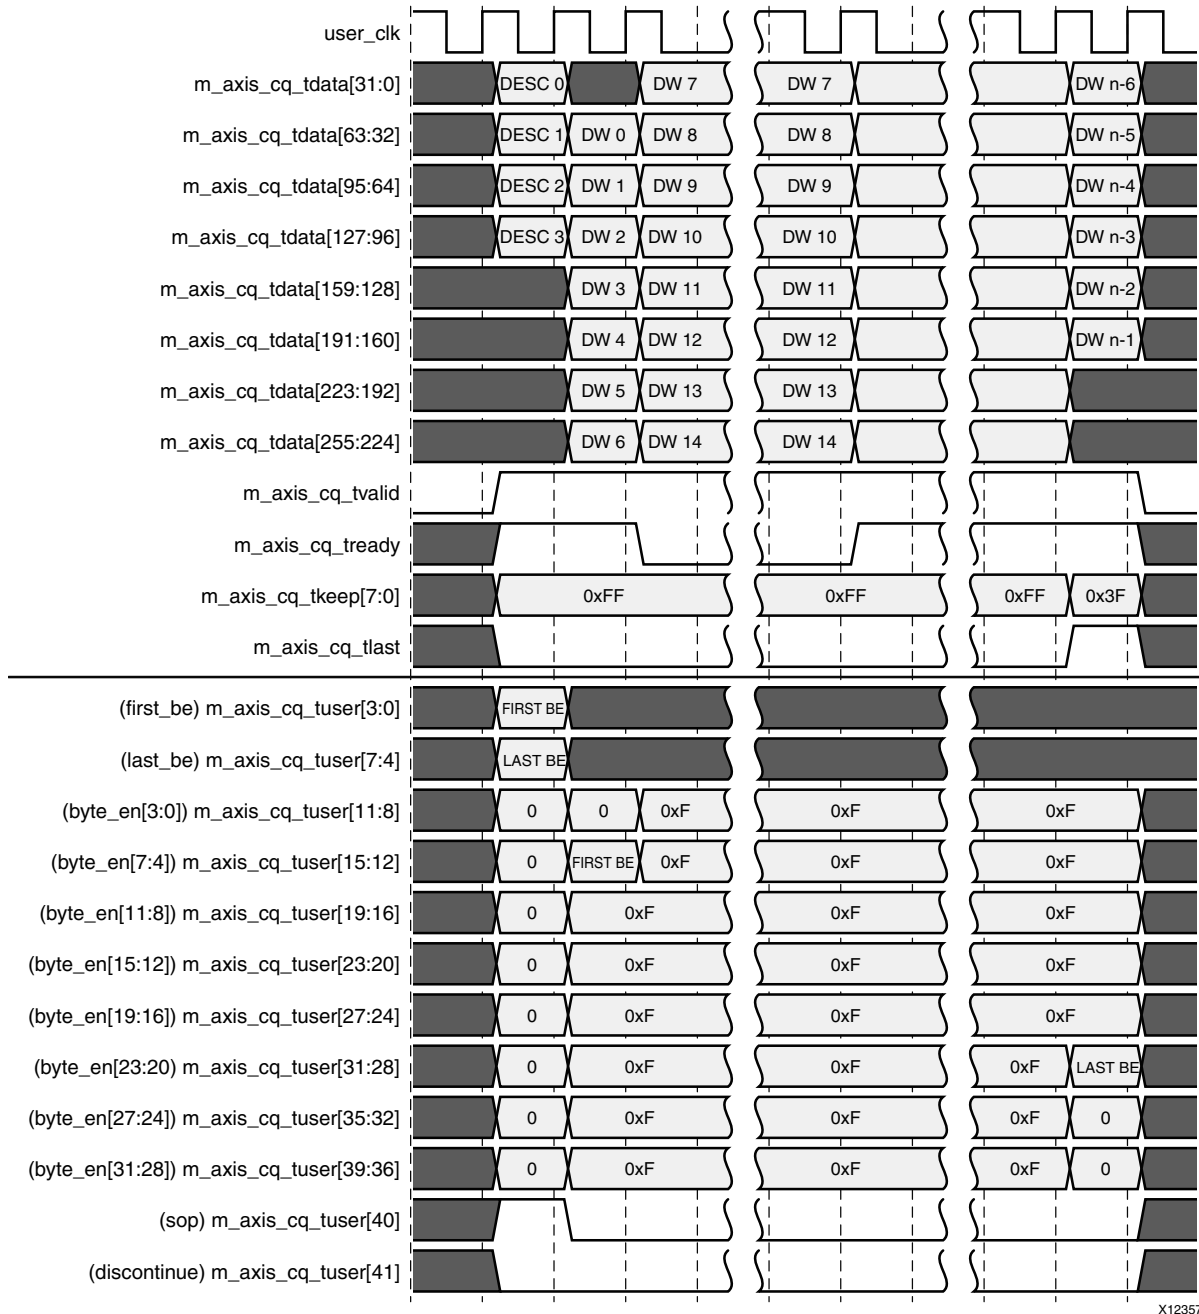 user_clk
m_axis_cq_tdata[31:0] DESC 0 DW 7 DW 7 DW n-6
m_axis_cq_tdata[63:32] DESC 1 DW 0 DW 8 DW 8 DW n-5
m_axis_cq_tdata[95:64] DESC 2 DW 1 DW 9 DW 9 DW n-4
m_axis_cq_tdata[127:96] DESC 3 DW 2 DW 10 DW 10 DW n-3
m_axis_cq_tdata[159:128] DW 3 DW 11 DW 11 DW n-2
m_axis_cq_tdata[191:160] DW 4 DW 12 DW 12 DW n-1
m_axis_cq_tdata[223:192] DW 5 DW 13 DW 13
m_axis_cq_tdata[255:224] DW 6 DW 14 DW 14
m_axis_cq_tvalid
m_axis_cq_tready
m_axis_cq_tkeep[7:0] 0xFF 0xFF 0xFF 0x3F
m_axis_cq_tlast
(first_be) m_axis_cq_tuser[3:0] FIRST BE
(last_be) m_axis_cq_tuser[7:4] LAST BE
(byte_en[3:0]) m_axis_cq_tuser[11:8] 0 0 0xF 0xF 0xF
(byte_en[7:4]) m_axis_cq_tuser[15:12] 0 FIRST BE 0xF 0xF 0xF
(byte_en[11:8]) m_axis_cq_tuser[19:16] 0 0xF 0xF 0xF
(byte_en[15:12]) m_axis_cq_tuser[23:20] 0 0xF 0xF 0xF
(byte_en[19:16]) m_axis_cq_tuser[27:24] 0 0xF 0xF 0xF
(byte_en[23:20) m_axis_cq_tuser[31:28] 0 0xF 0xF 0xF LAST BE
(byte_en[27:24]) m_axis_cq_tuser[35:32] 0 0xF 0xF 0xF 0
(byte_en[31:28]) m_axis_cq_tuser[39:36] 0 0xF 0xF 0xF 0
(sop) m_axis_cq_tuser[40]
(discontinue) m_axis_cq_tuser[41]
X12357